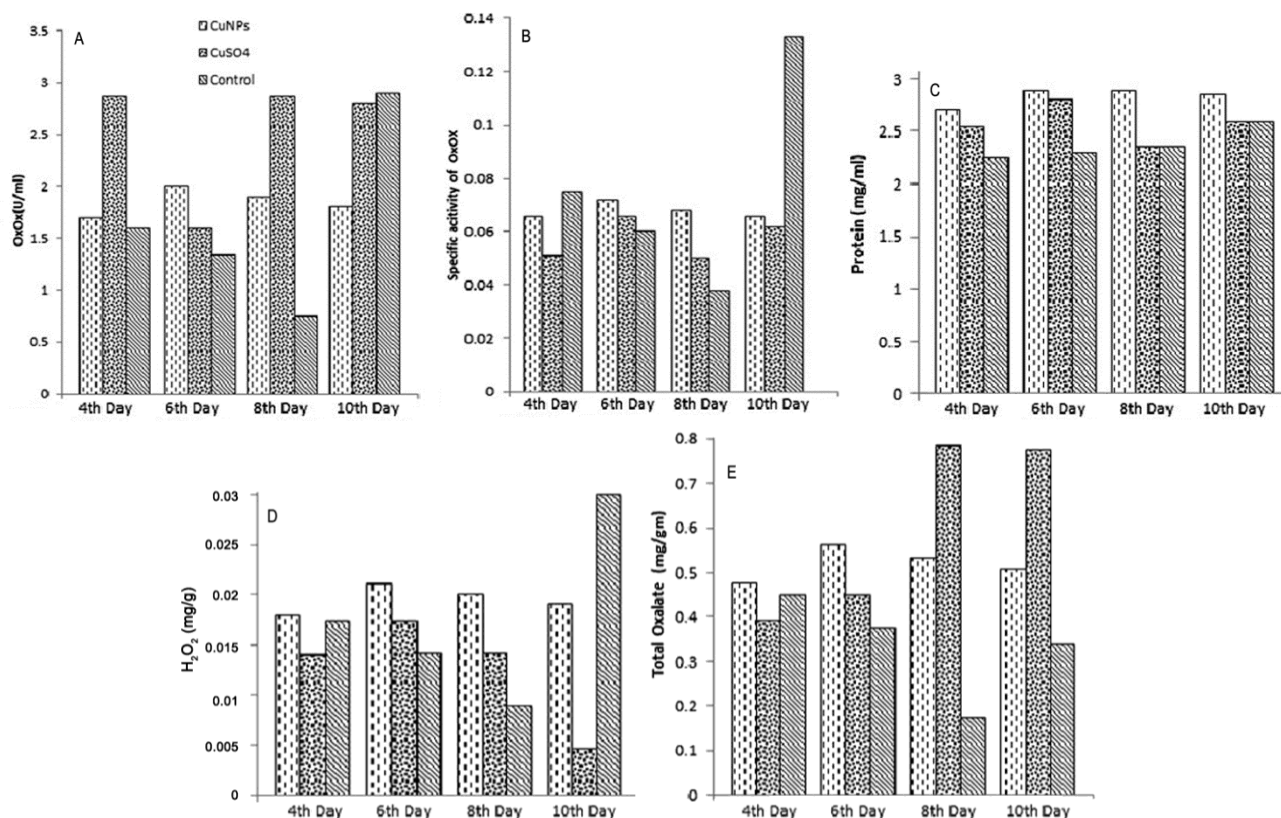 A
CuNPs
CuSO4
Control
OxOx(U/ml)
3.5
3
2.5
2
1.5
1
0.5
0
4th Day 6th Day 8th Day 10th Day
B
Specific acitivity of OxOX
0.14
0.12
0.1
0.08
0.06
0.04
0.02
0
4th Day 6th Day 8th Day 10th Day
C
Protein (mg/ml)
3
2.5
2
1.5
1
0.5
0
4th Day 6th Day 8th Day 10th Day
D
H2O2 (mg/g)
0.03
0.025
0.02
0.015
0.01
0.005
0
4th Day 6th Day 8th Day 10th Day
E
Total Oxalate (mg/gm)
0.8
0.7
0.6
0.5
0.4
0.3
0.2
0.1
0
4th Day 6th Day 8th Day 10th Day